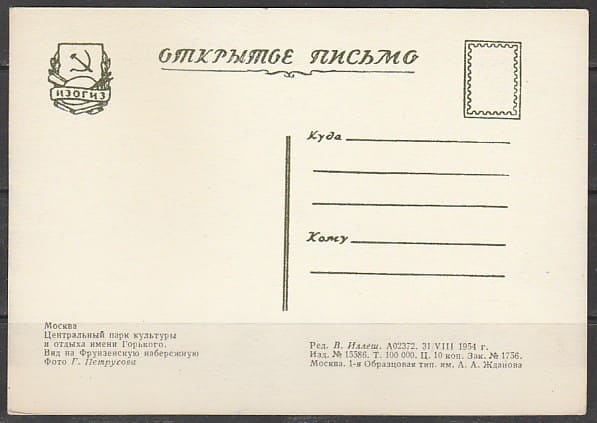 ОТКРЫТОЕ ПИСЬМО
ИЗОГИЗ
Куда
Кому
Москва
Центральный парк культуры
и отдыха имени Горького.
Вид на Фрунзенскую набережную
Фото Г. Петрусова
Ред. В. Иллеш. А02372. 31/VIII 1954 г.
Изд. № 15586. Т. 100 000. Ц. 10 коп. Зак. № 1756.
Москва. 1-я Образцовая тип. им. А. А. Жданова